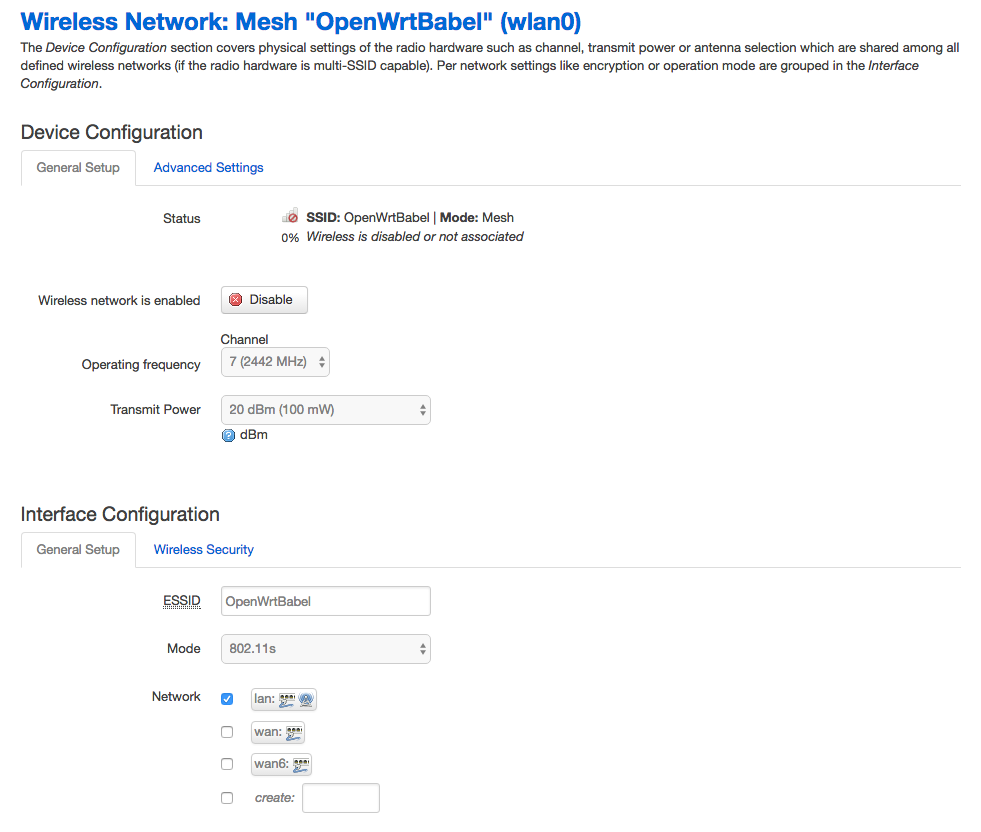 Wireless Network: Mesh "OpenWrtBabel" (wlan0)
The Device Configuration section covers physical settings of the radio hardware such as channel, transmit power or antenna selection which are shared among all
defined wireless networks (if the radio hardware is multi-SSID capable). Per network settings like encryption or operation mode are grouped in the Interface
Configuration.
Device Configuration
General Setup Advanced Settings
Status SSID: OpenWrtBabel | Mode: Mesh
0% Wireless is disabled or not associated
Wireless network is enabled Disable
Channel
Operating frequency 7 (2442 MHz)
Transmit Power 20 dBm (100 mW)
dBm
Interface Configuration
General Setup Wireless Security
ESSID OpenWrtBabel
Mode 802.11s
Network lan:
wan:
wan6:
create: